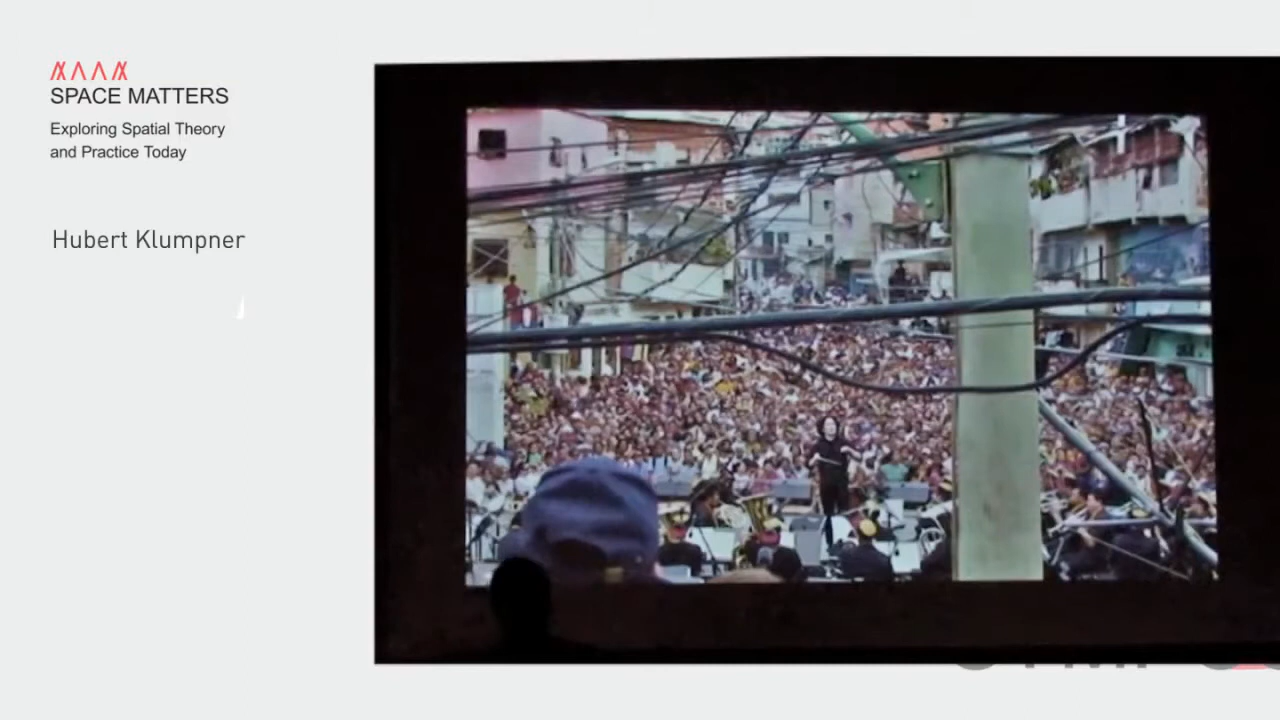 SPACE MATTERS
Exploring Spatial Theory
and Practice Today
Hubert Klumpner